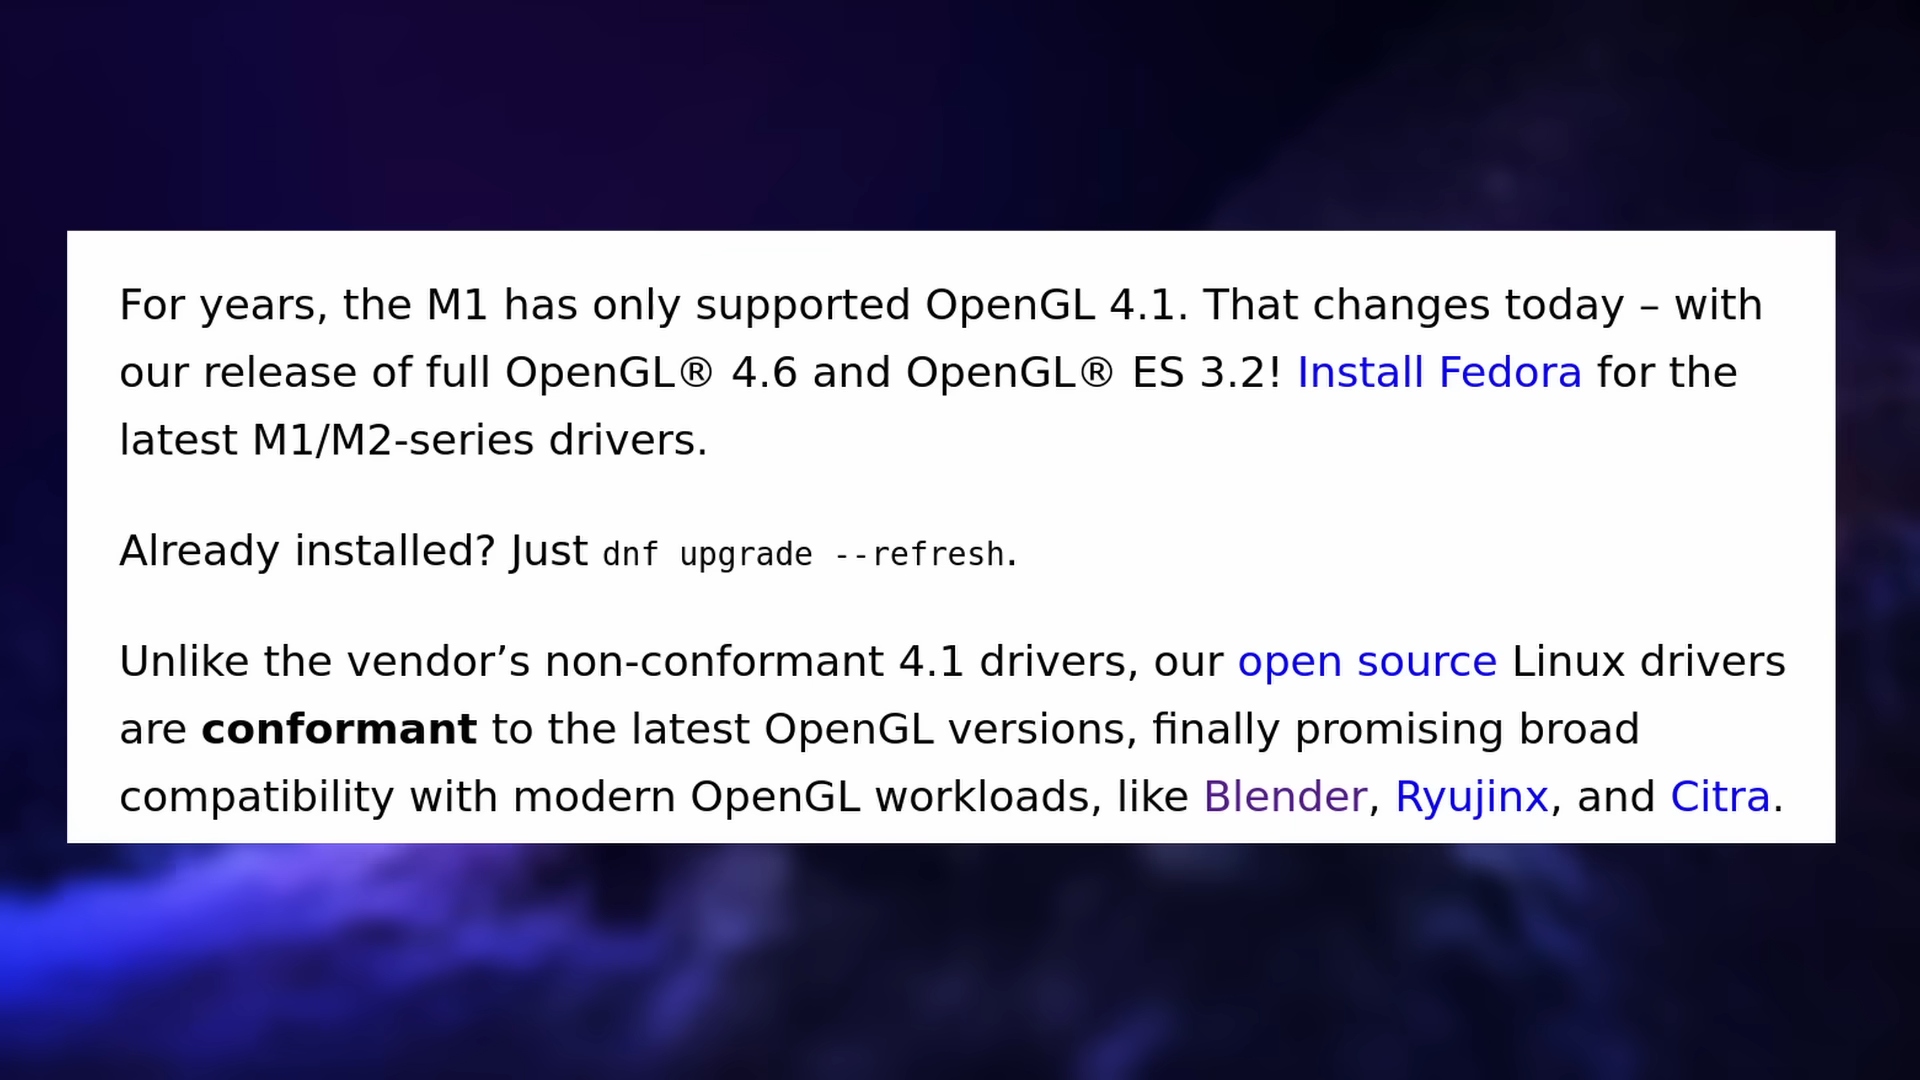 For years, the M1 has only supported OpenGL 4.1. That changes today – with
our release of full OpenGL® 4.6 and OpenGL® ES 3.2! Install Fedora for the
latest M1/M2-series drivers.
Already installed? Just dnf upgrade --refresh.
Unlike the vendor’s non-conformant 4.1 drivers, our open source Linux drivers
are conformant to the latest OpenGL versions, finally promising broad
compatibility with modern OpenGL workloads, like Blender, Ryujinx, and Citra.